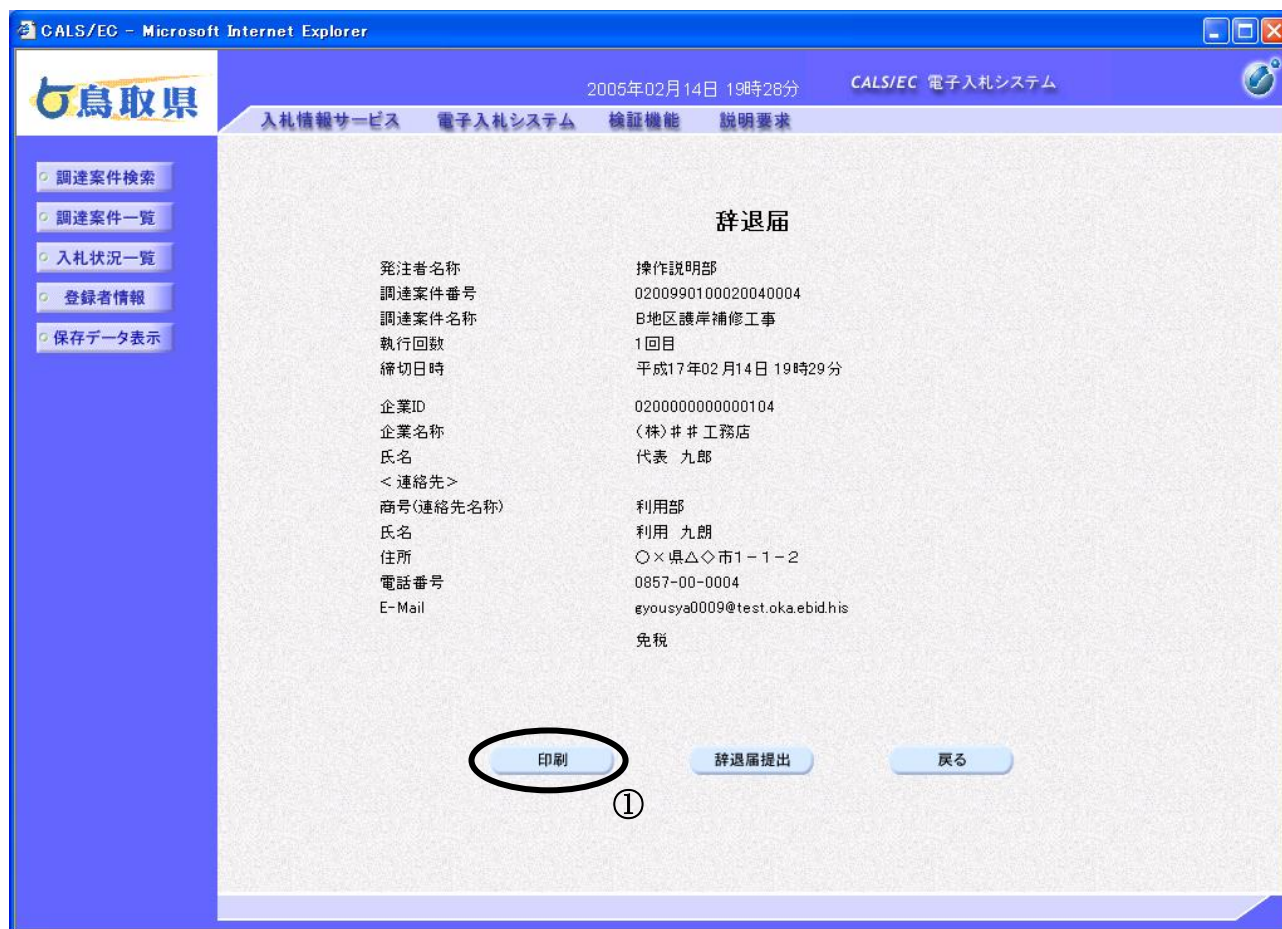 CALS/EC - Microsoft Internet Explorer
鳥取県
2005年02月14日 19時28分
CALS/EC 電子入札システム
入札情報サービス 電子入札システム 検証機能 説明要求
調達案件検索
調達案件一覧
入札状況一覧
登録者情報
保存データ表示
辞退届
発注者名称 操作説明部
調達案件番号 0200990100020040004
調達案件名称 B地区護岸補修工事
執行回数 1回目
締切日時 平成17年02月14日 19時29分
企業ID 0200000000000104
企業名称 (株)##工務店
氏名 代表 九郎
<連絡先>
商号(連絡先名称) 利用部
氏名 利用 九朗
住所 ○×県△◇市1-1-2
電話番号 0857-00-0004
E-Mail gyousya0009@test.oka.ebid.his
免税
印刷 辞退届提出 戻る
①